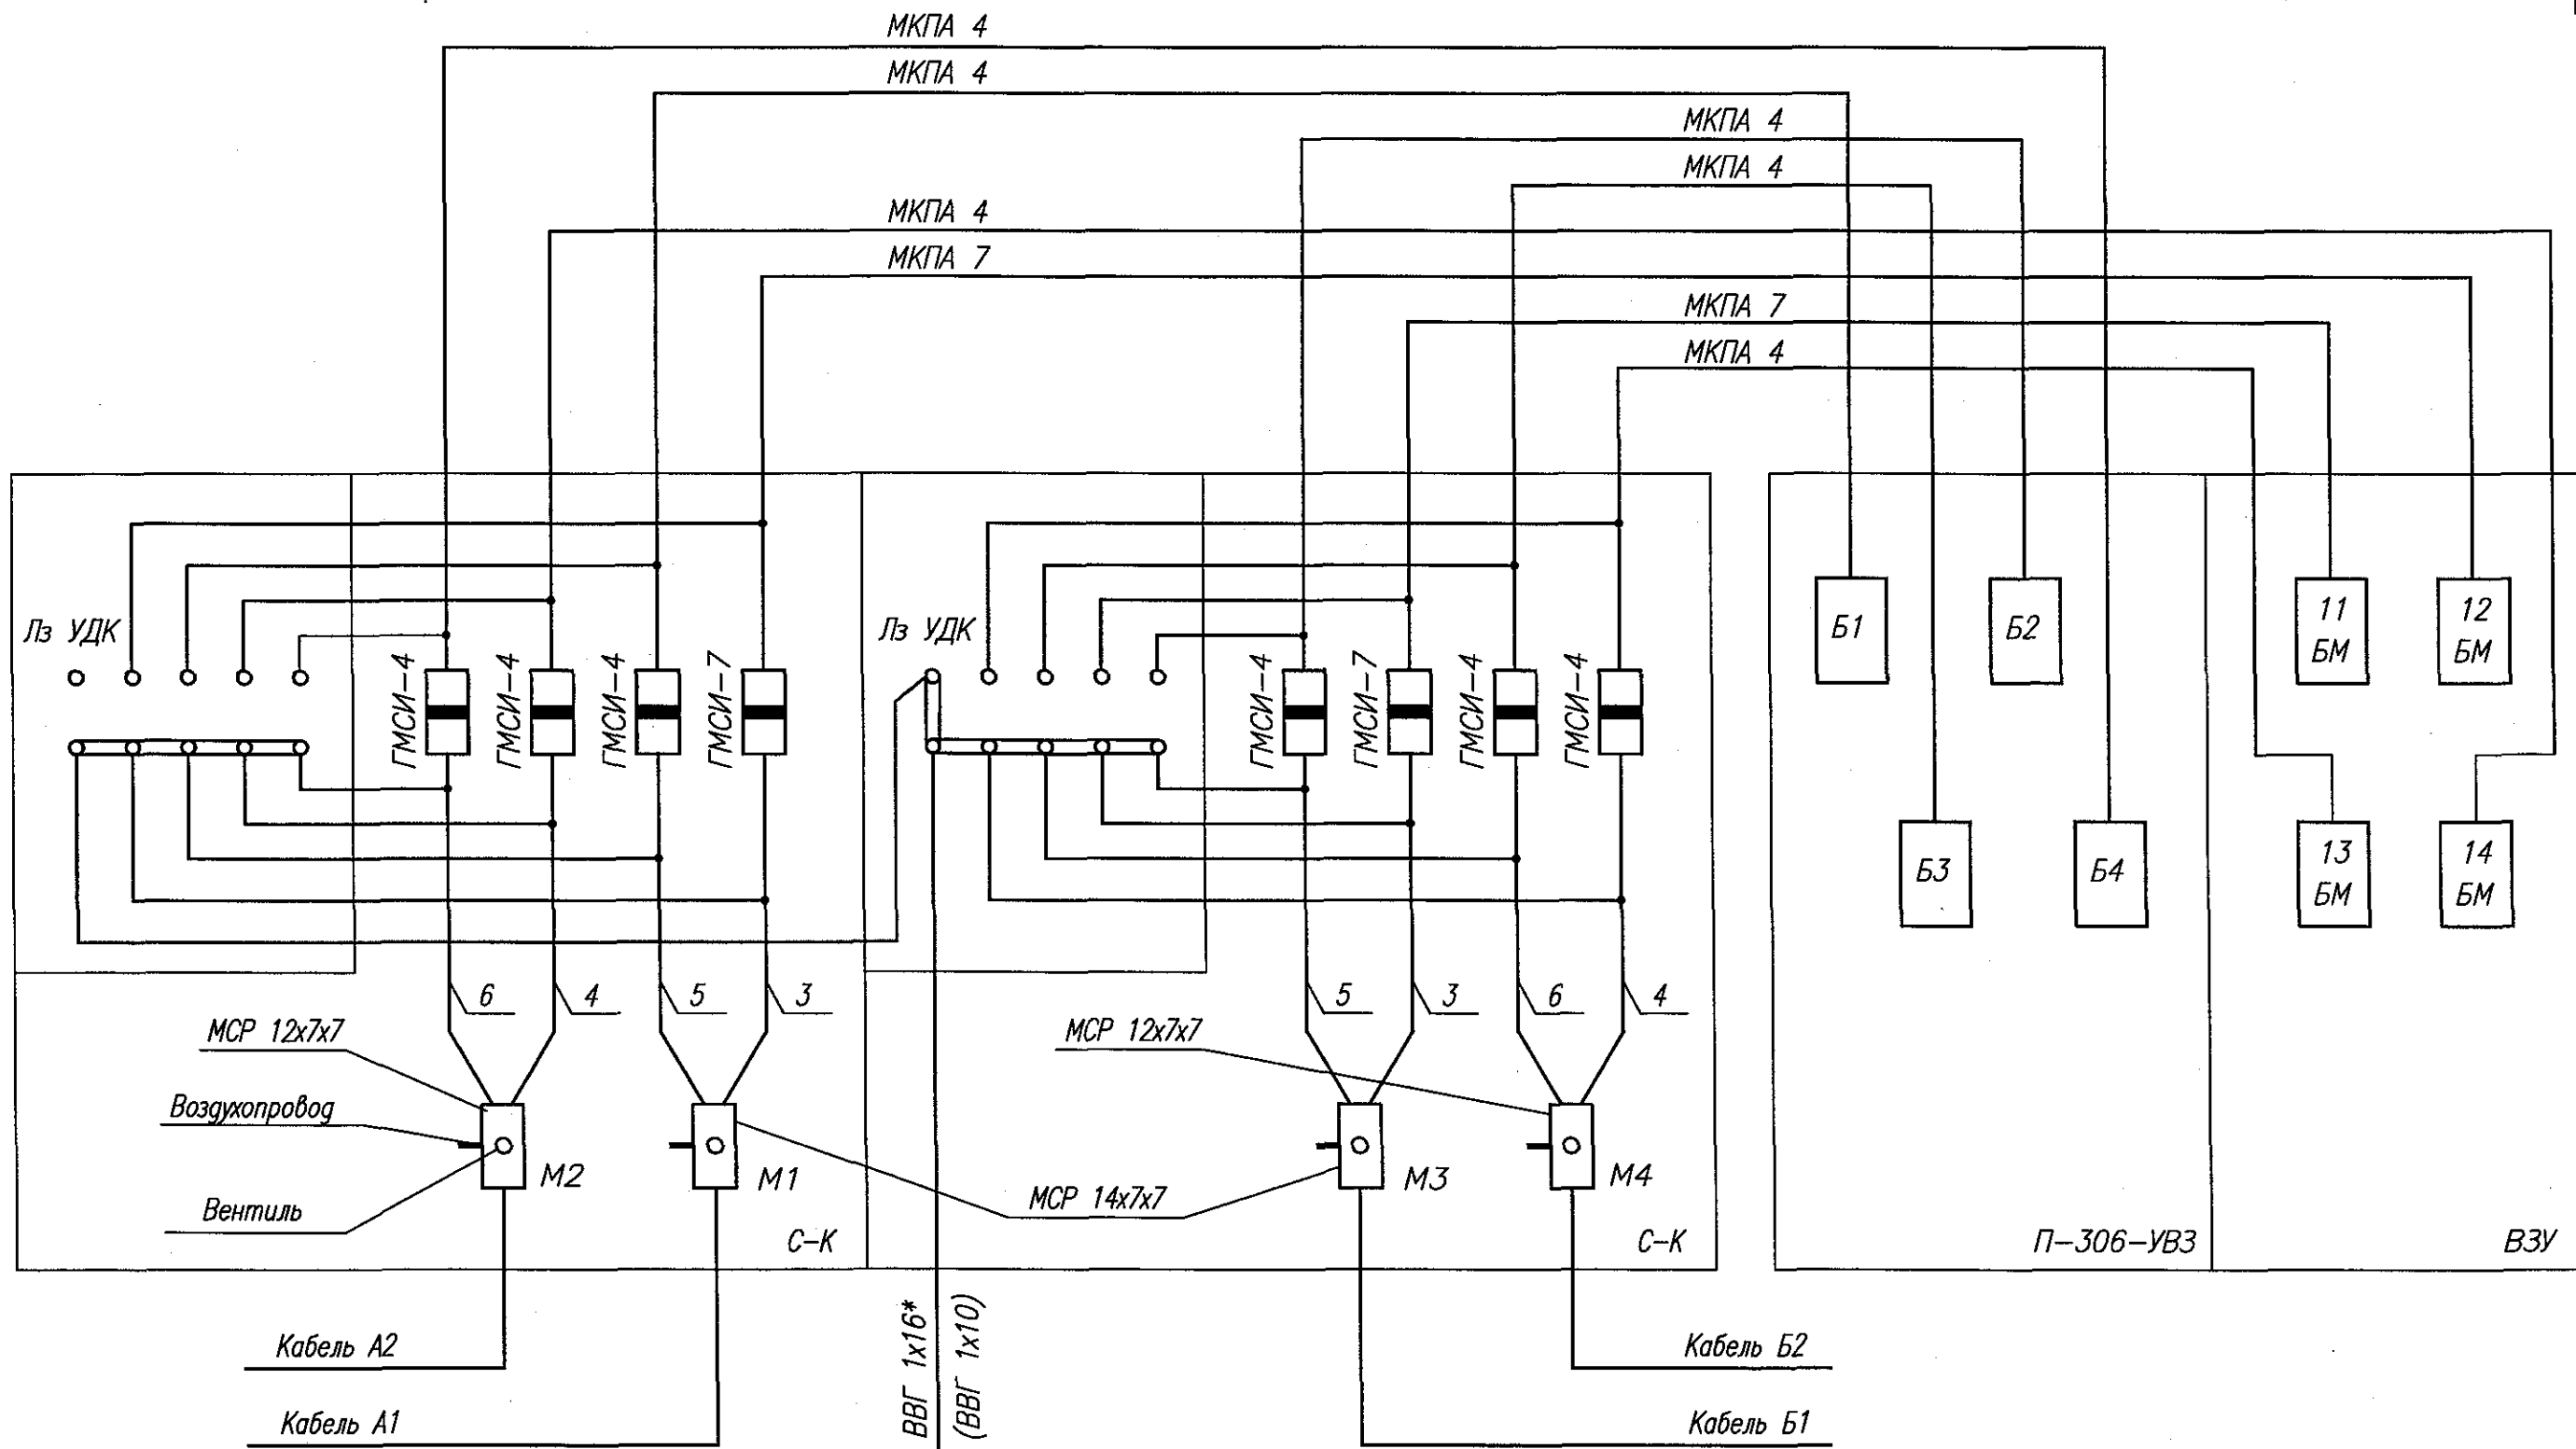 МКПА 4
МКПА 4
МКПА 4
МКПА 4
МКПА 4
МКПА 7
МКПА 7
МКПА 4
Лз УДК
ГМСИ-4
ГМСИ-4
ГМСИ-4
ГМСИ-7
Лз УДК
ГМСИ-4
ГМСИ-7
ГМСИ-4
ГМСИ-4
Б1
Б2
11
БМ
12
БМ
Б3
Б4
13
БМ
14
БМ
6
4
5
3
5
3
6
4
МСР 12х7х7
МСР 12х7х7
Воздухопровод
М2
М1
М3
М4
Вентиль
МСР 14х7х7
С-К
С-К
П-306-УВЗ
ВЗУ
ВВГ 1х16*
(ВВГ 1х10)
Кабель А2
Кабель Б2
Кабель А1
Кабель Б1